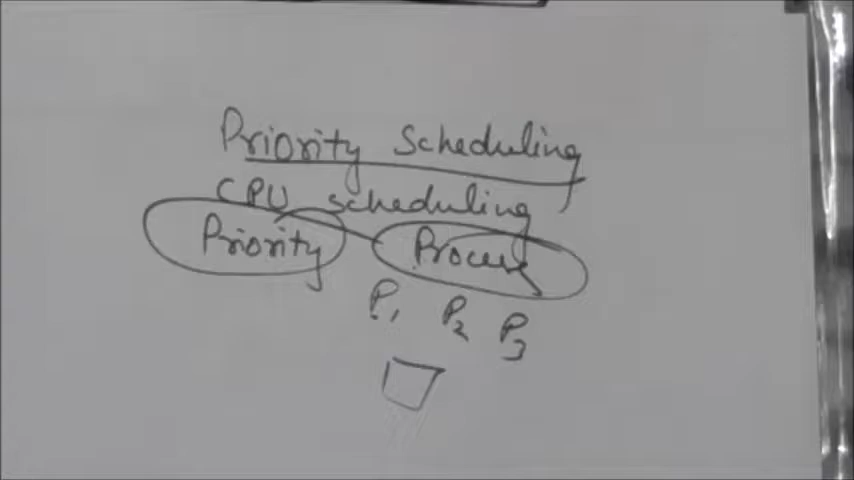 Priority Scheduling
CPU scheduling
Priority Process
P1 P2 P3